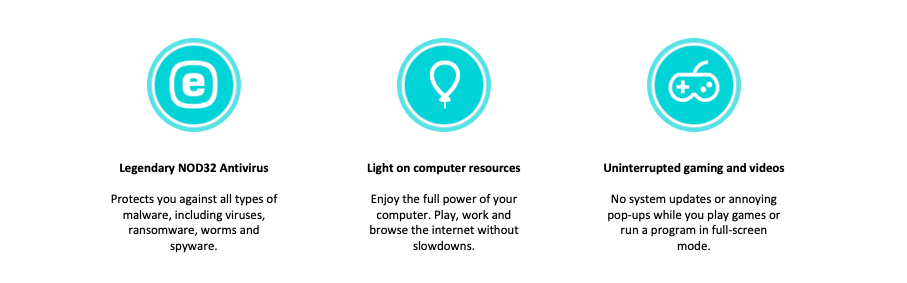 e
Legendary NOD32 Antivirus
Protects you against all types of
malware, including viruses,
ransomware, worms and
spyware.
Light on computer resources
Enjoy the full power of your
computer. Play, work and
browse the internet without
slowdowns.
Uninterrupted gaming and videos
No system updates or annoying
pop-ups while you play games or
run a program in full-screen
mode.